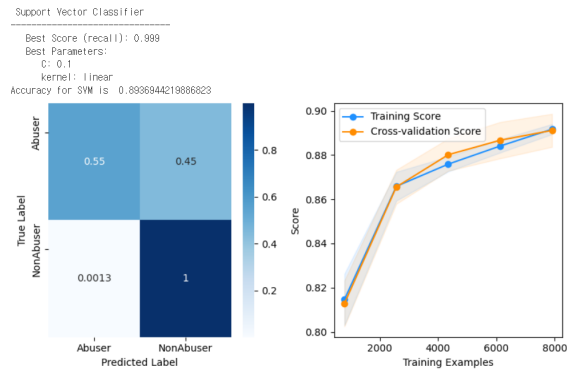 Support Vector Classifier
-------------------------------
Best Score (recall): 0.999
Best Parameters:
C: 0.1
kernel: linear
Accuracy for SVM is 0.8936944219886823
True Label
Abuser
NonAbuser
0.55
0.45
0.0013
1
Abuser
NonAbuser
Predicted Label
0.8
0.6
0.4
0.2
Score
0.90
0.88
0.86
0.84
0.82
0.80
Training Score
Cross-validation Score
2000
4000
6000
8000
Training Examples